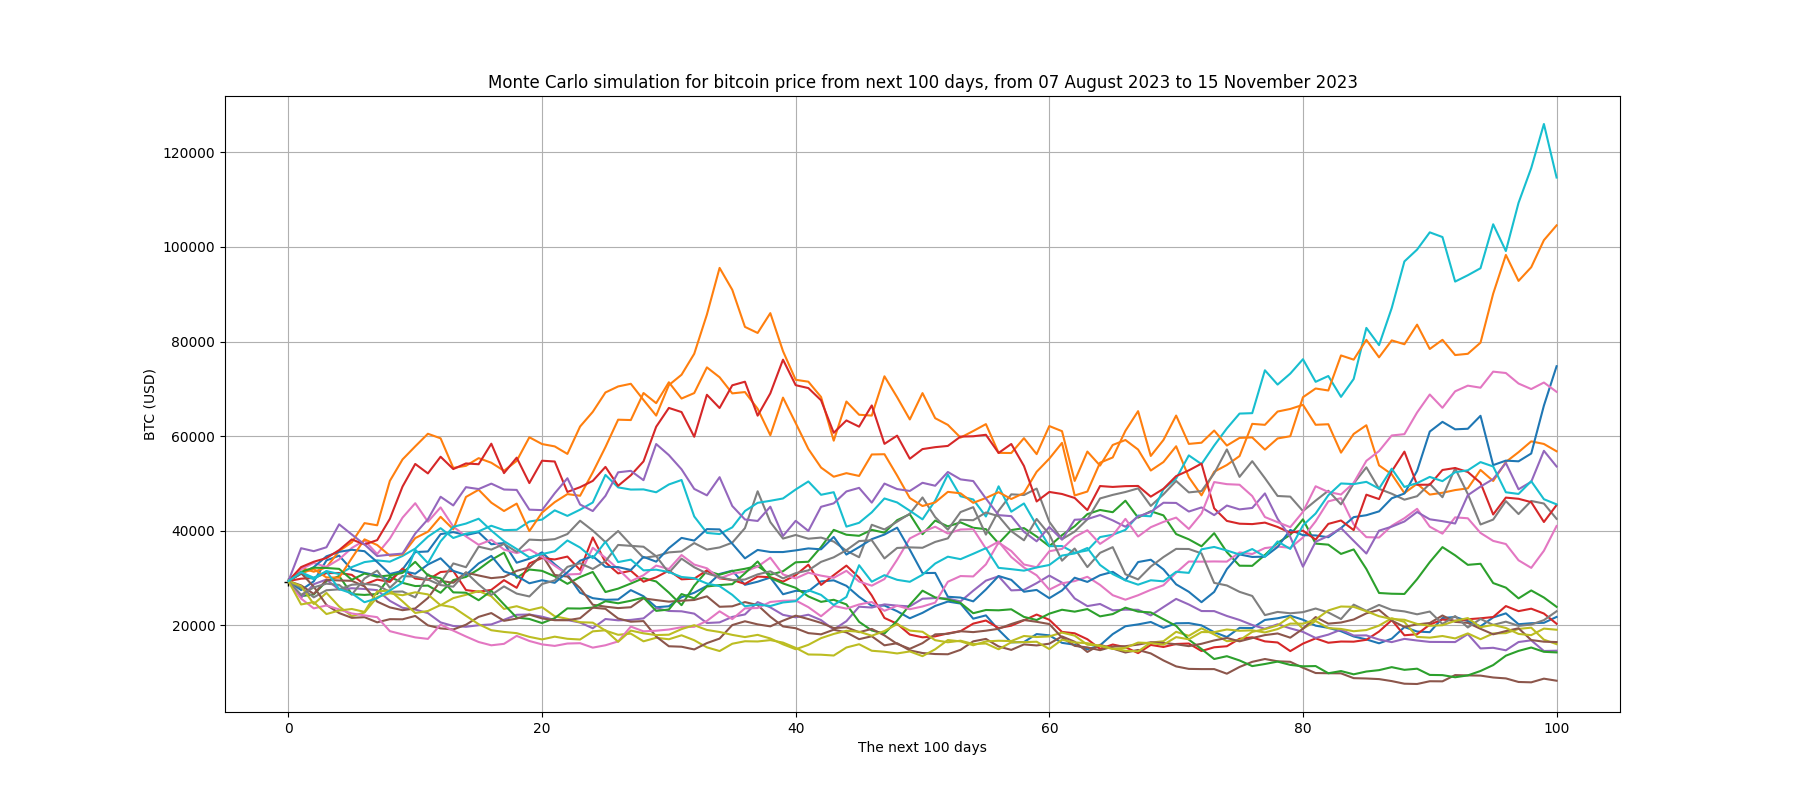 Monte Carlo simulation for bitcoin price from next 100 days, from 07 August 2023 to 15 November 2023
120000
100000
80000
60000
40000
20000
BTC (USD)
0 20 40 60 80 100
The next 100 days